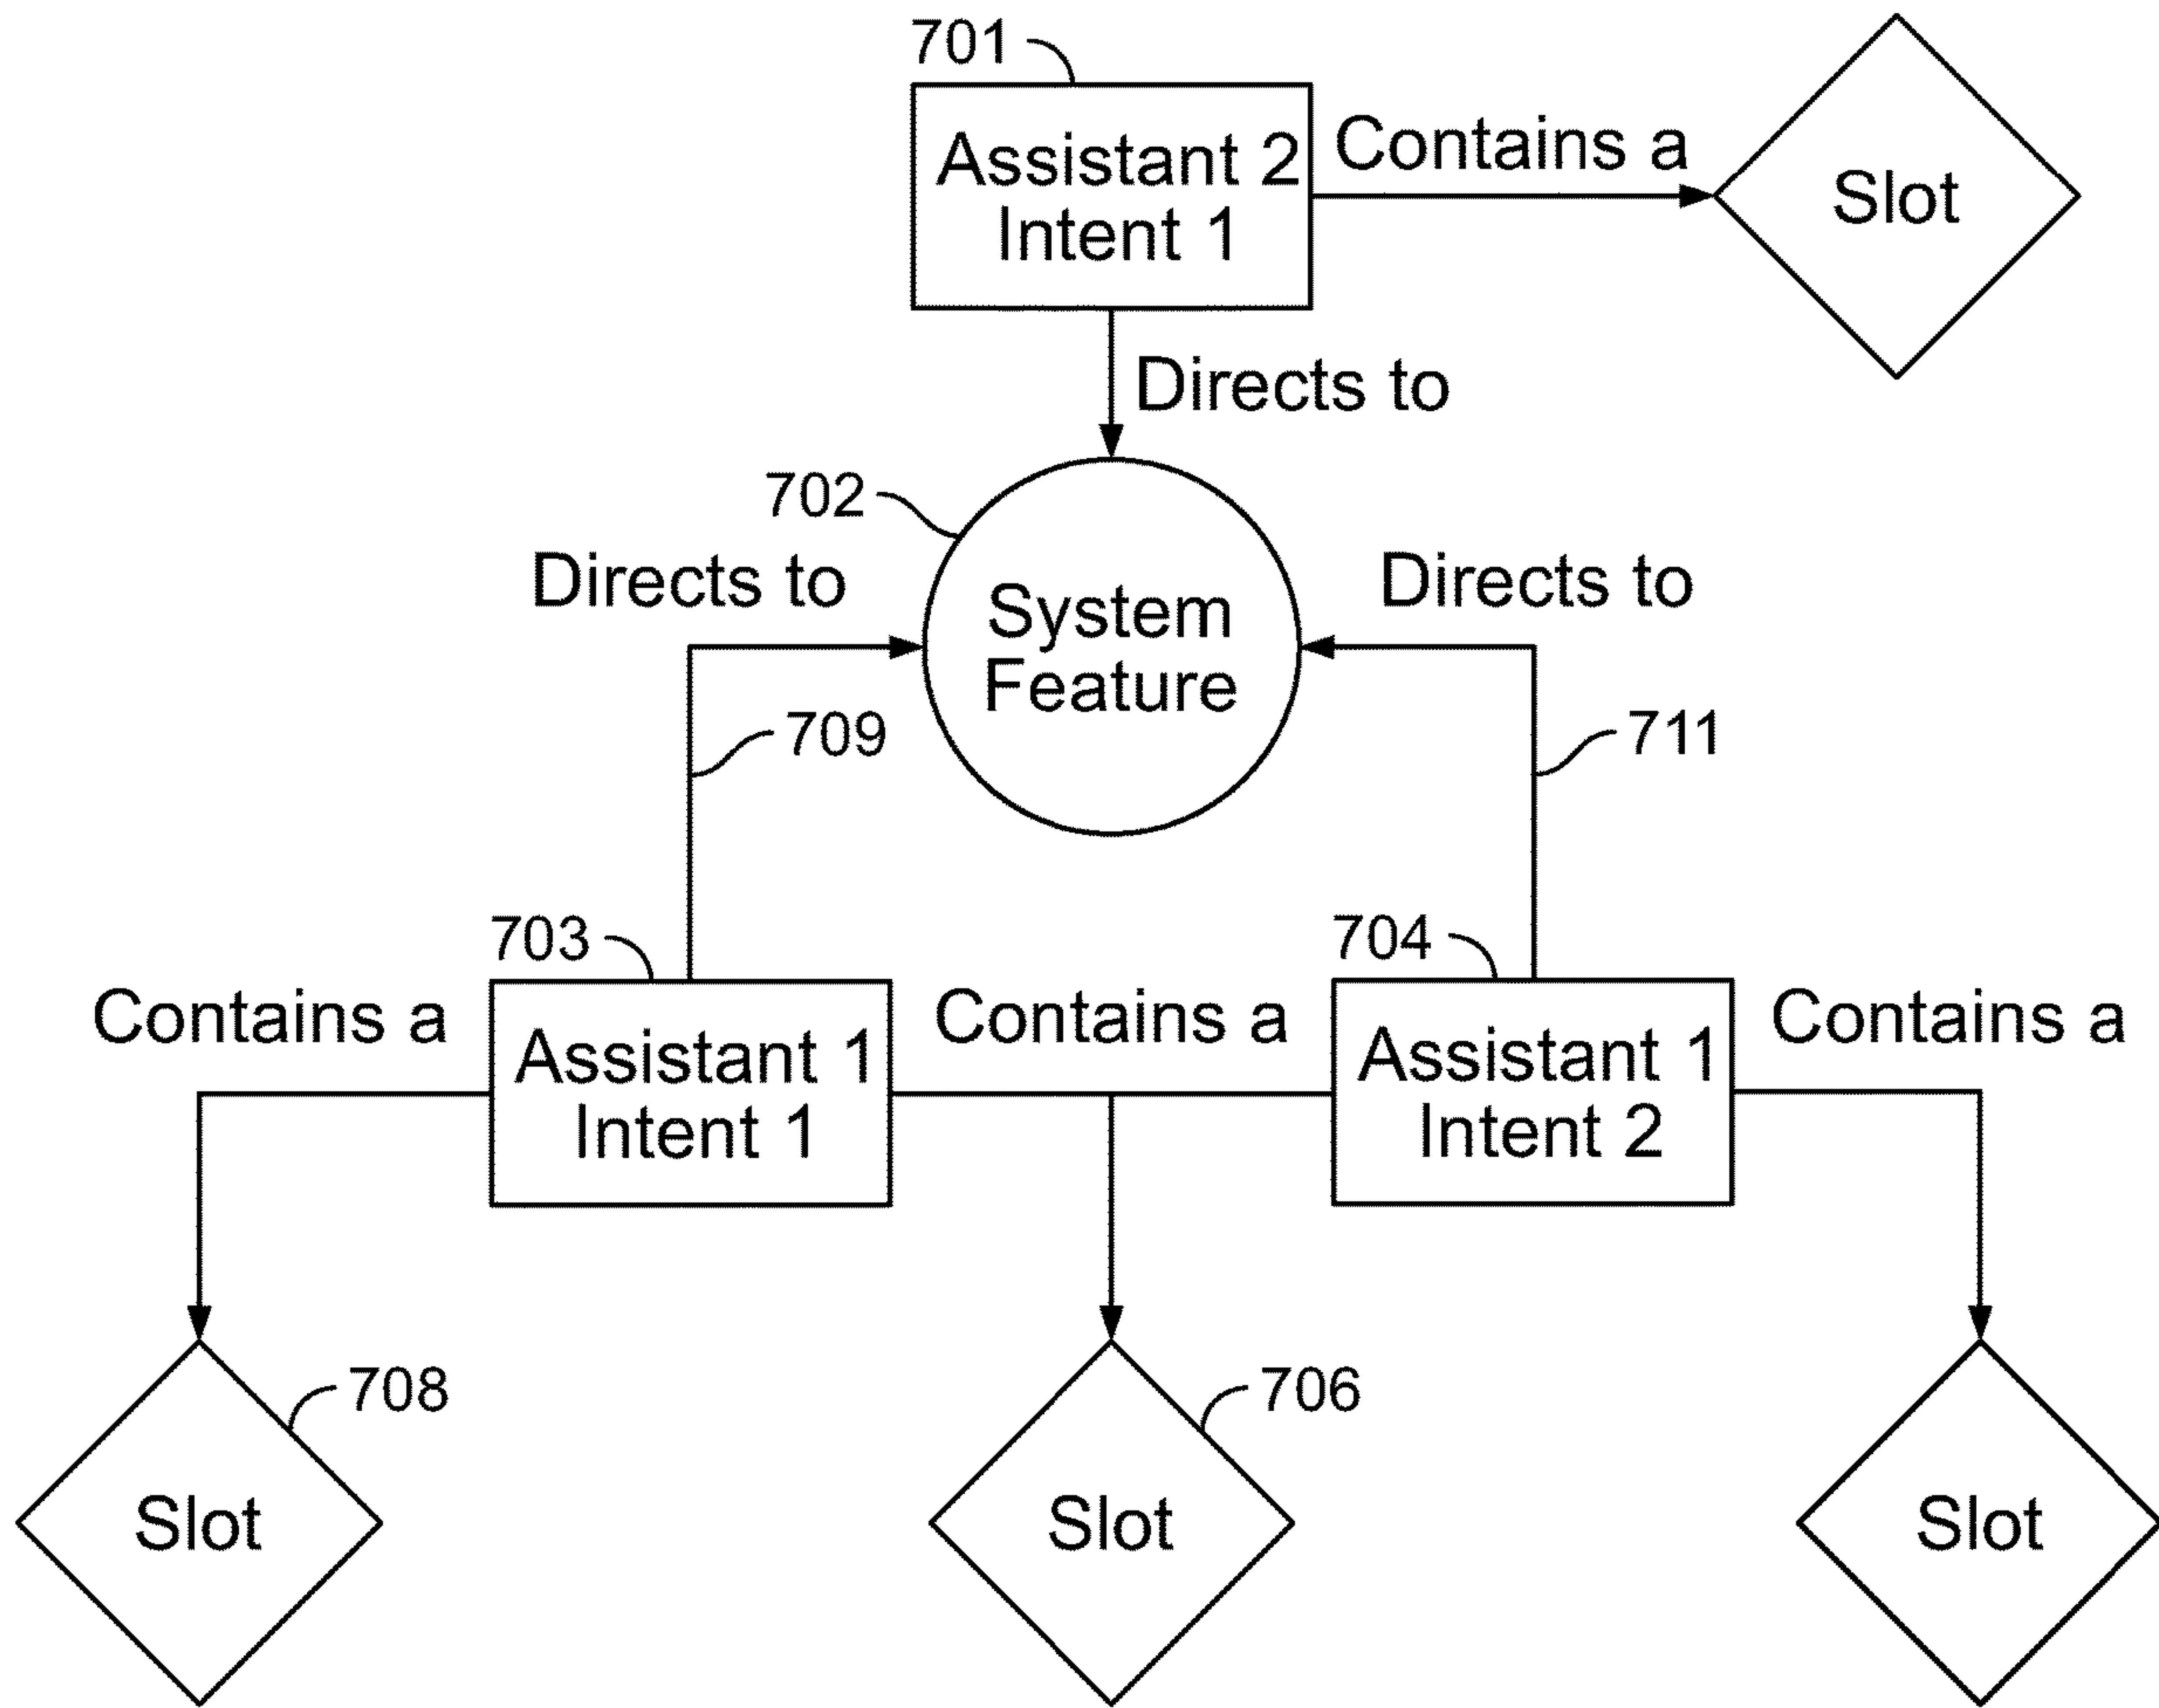 701
Assistant 2
Intent 1
Contains a
Slot
Directs to
702
Directs to
System
Feature
Directs to
709
711
703
704
Contains a
Assistant 1
Intent 1
Contains a
Assistant 1
Intent 2
Contains a
708
Slot
706
Slot
Slot